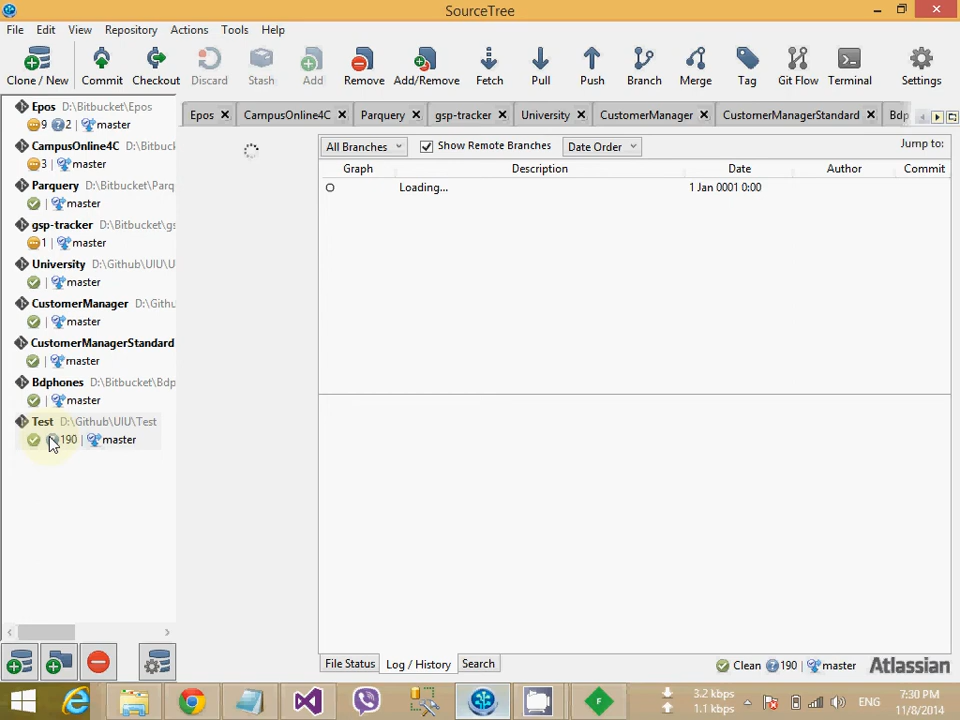 SourceTree
File Edit View Repository Actions Tools Help
Clone / New Commit Checkout Discard Stash Add Remove Add/Remove Fetch Pull Push Branch Merge Tag Git Flow Terminal Settings
Epos D:\Bitbucket\Epos
9 2 | master
CampusOnline4C D:\Bitbuc
3 | master
Parquery D:\Bitbucket\Parq
| master
gsp-tracker D:\Bitbucket\gs
1 | master
University D:\Github\UIU\U
| master
CustomerManager D:\Githu
| master
CustomerManagerStandard
| master
Bdphones D:\Bitbucket\Bdp
| master
Test D:\Github\UIU\Test
190 | master
Epos CampusOnline4C Parquery gsp-tracker University CustomerManager CustomerManagerStandard Bdp
All Branches Show Remote Branches Date Order Jump to:
Graph Description Date Author Commit
Loading... 1 Jan 0001 0:00
File Status Log / History Search Clean 190 | master Atlassian
3.2 kbps
1.1 kbps
ENG
7:30 PM
11/8/2014